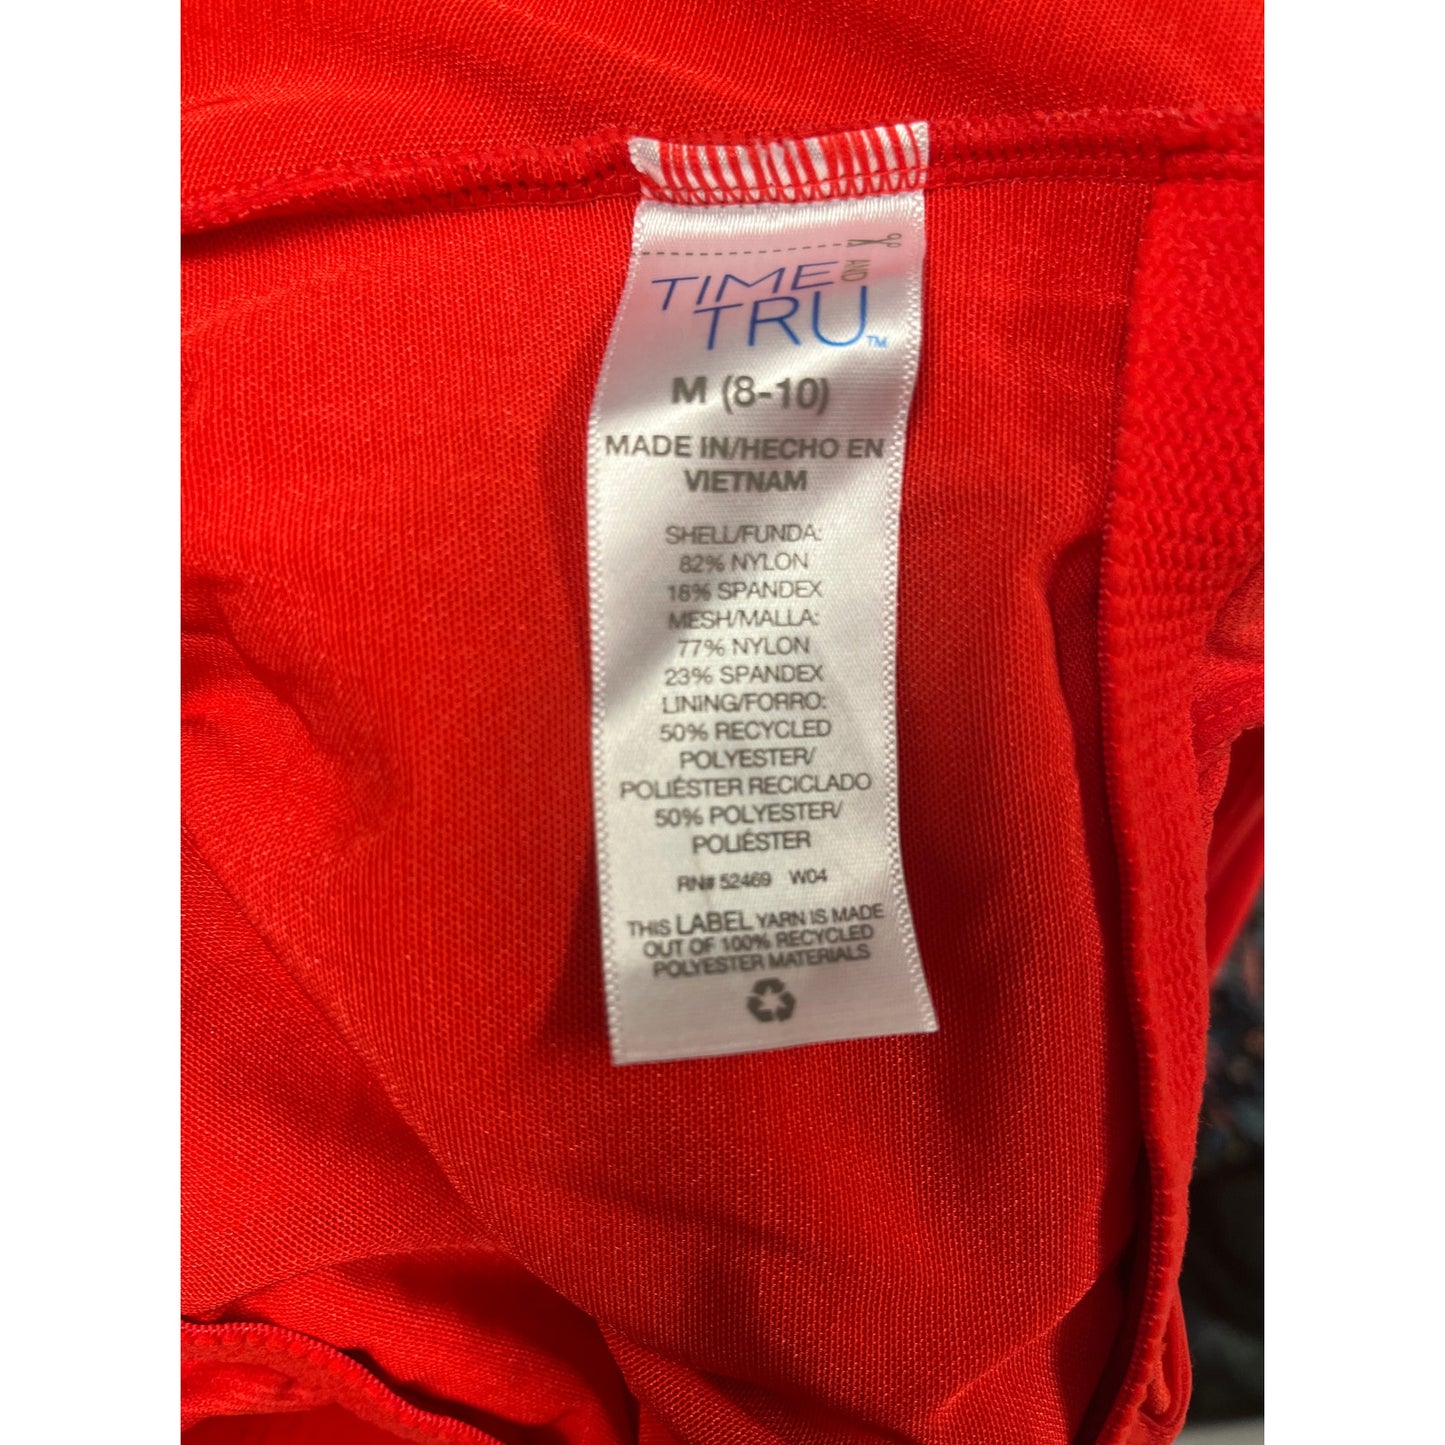 TIME AND
TRU™
M (8-10)
MADE IN/HECHO EN
VIETNAM
SHELL/FUNDA:
82% NYLON
18% SPANDEX
MESH/MALLA:
77% NYLON
23% SPANDEX
LINING/FORRO:
50% RECYCLED
POLYESTER/
POLIÉSTER RECICLADO
50% POLYESTER/
POLIÉSTER
RN# 52469 W04
THIS LABEL YARN IS MADE
OUT OF 100% RECYCLED
POLYESTER MATERIALS